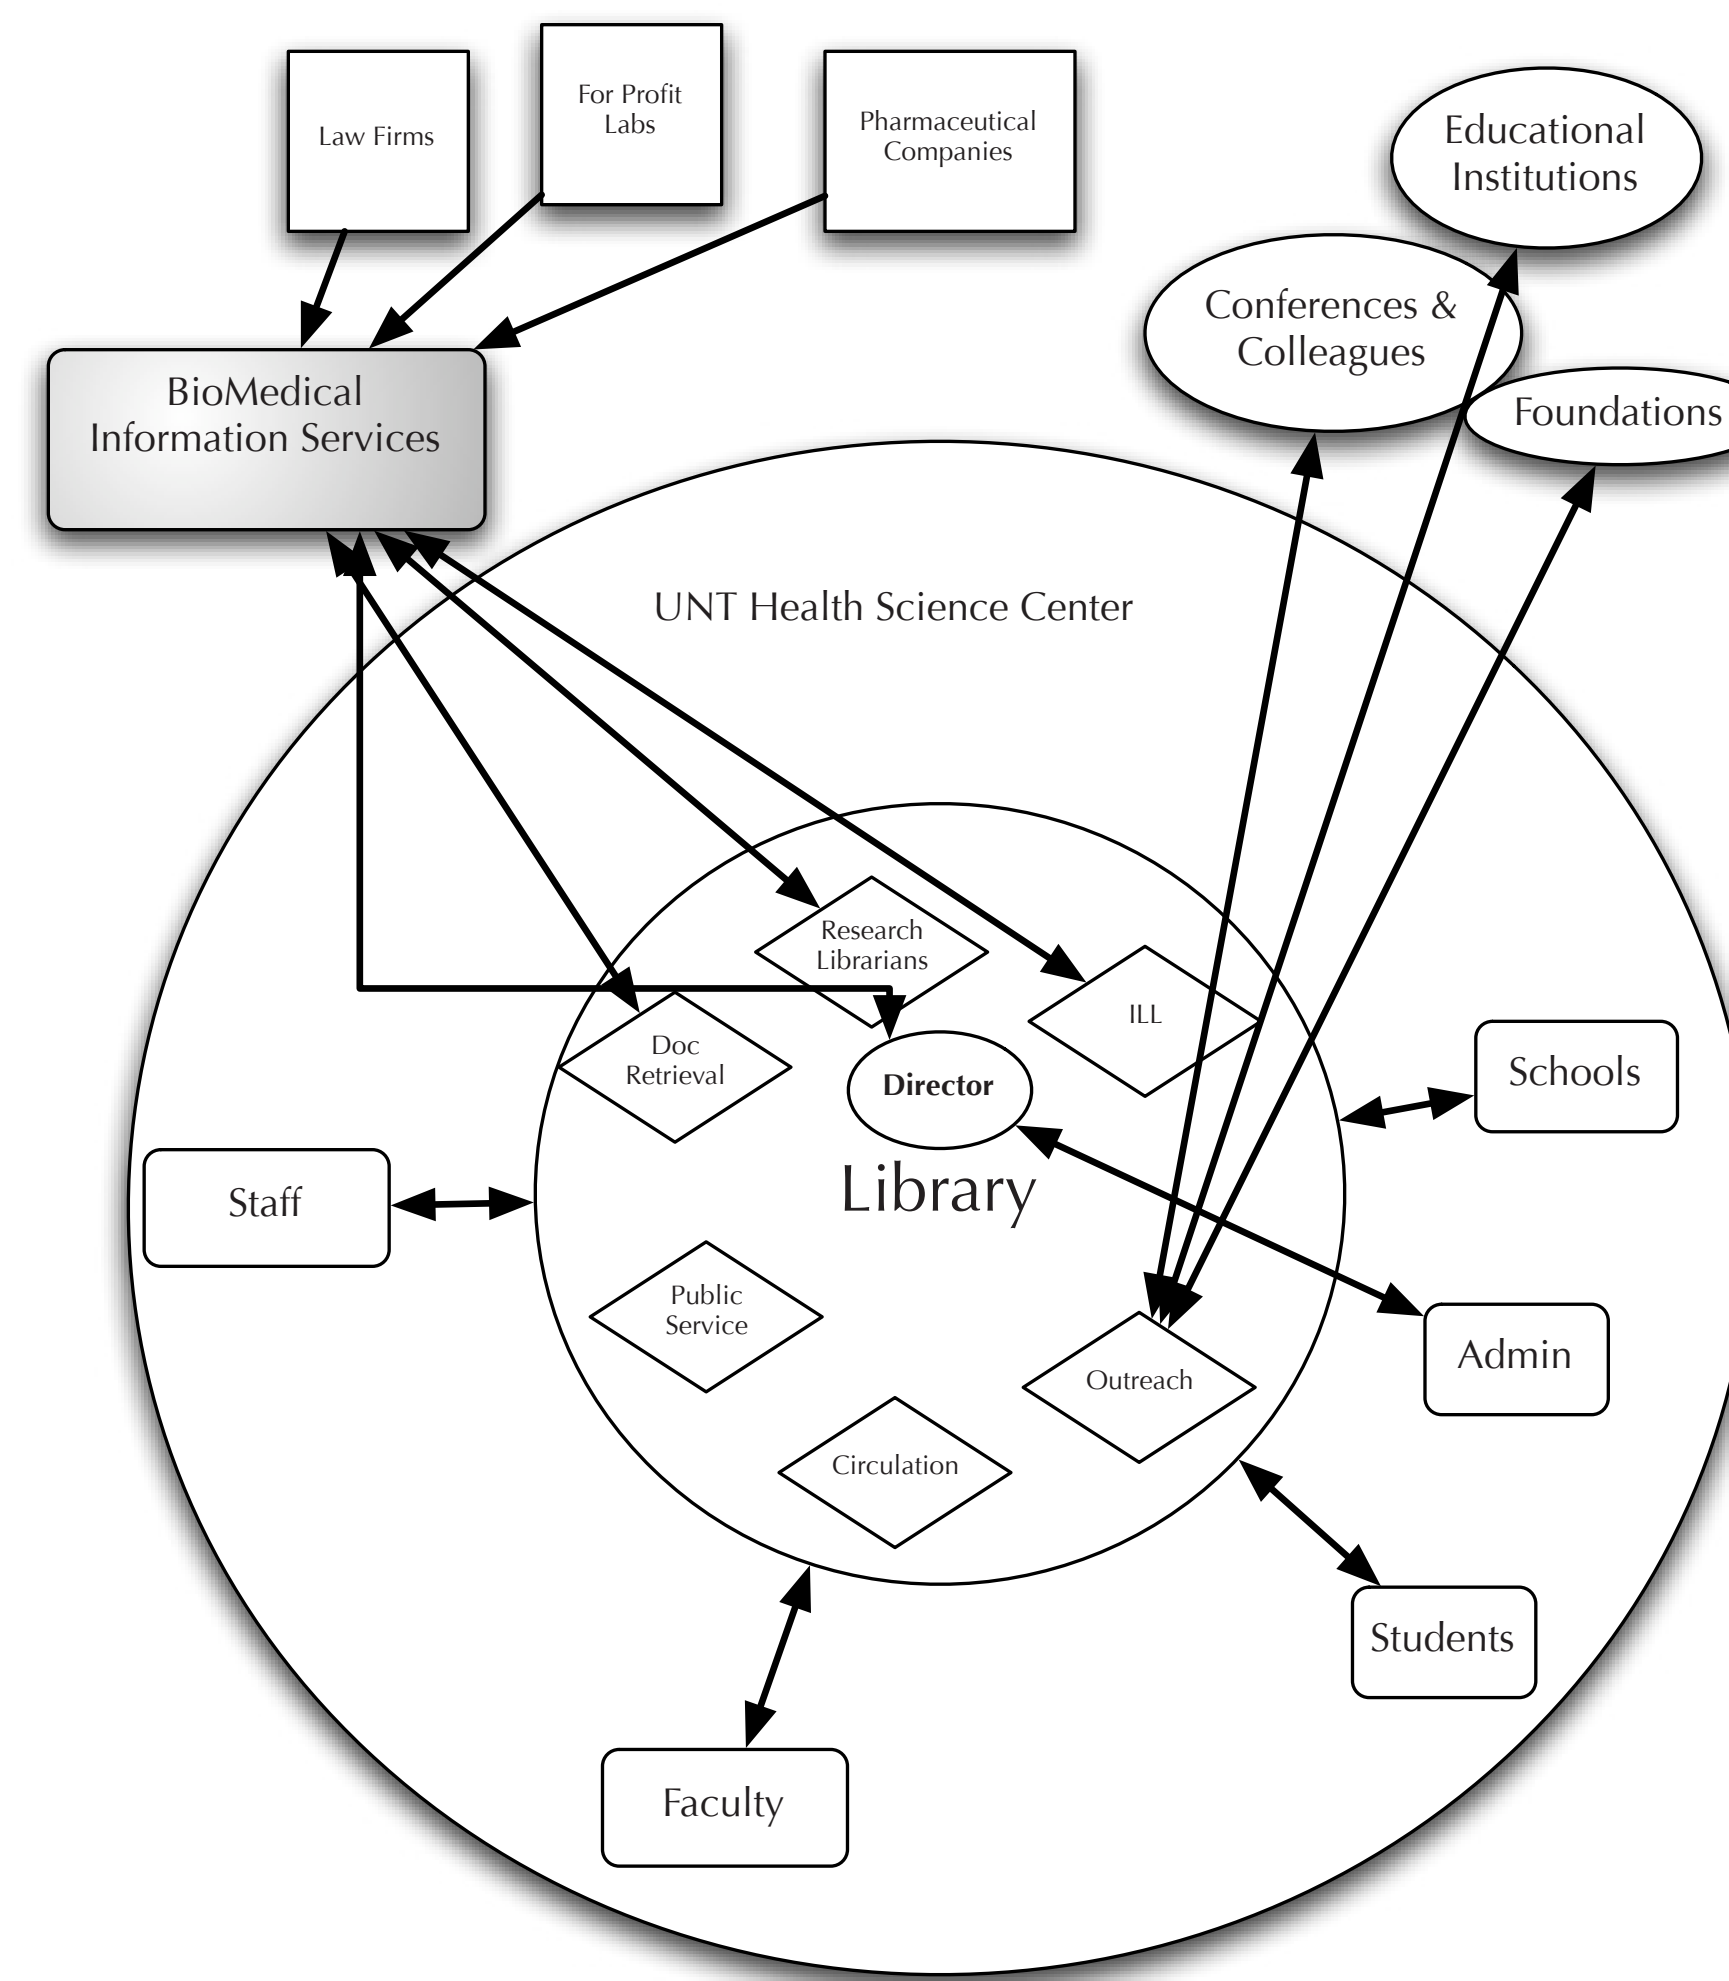 Law Firms
For Profit
Labs
Pharmaceutical
Companies
Educational
Institutions
Conferences &
Colleagues
Foundations
BioMedical
Information Services
UNT Health Science Center
Research
Librarians
ILL
Doc
Retrieval
Director
Schools
Library
Staff
Public
Service
Outreach
Admin
Circulation
Students
Faculty